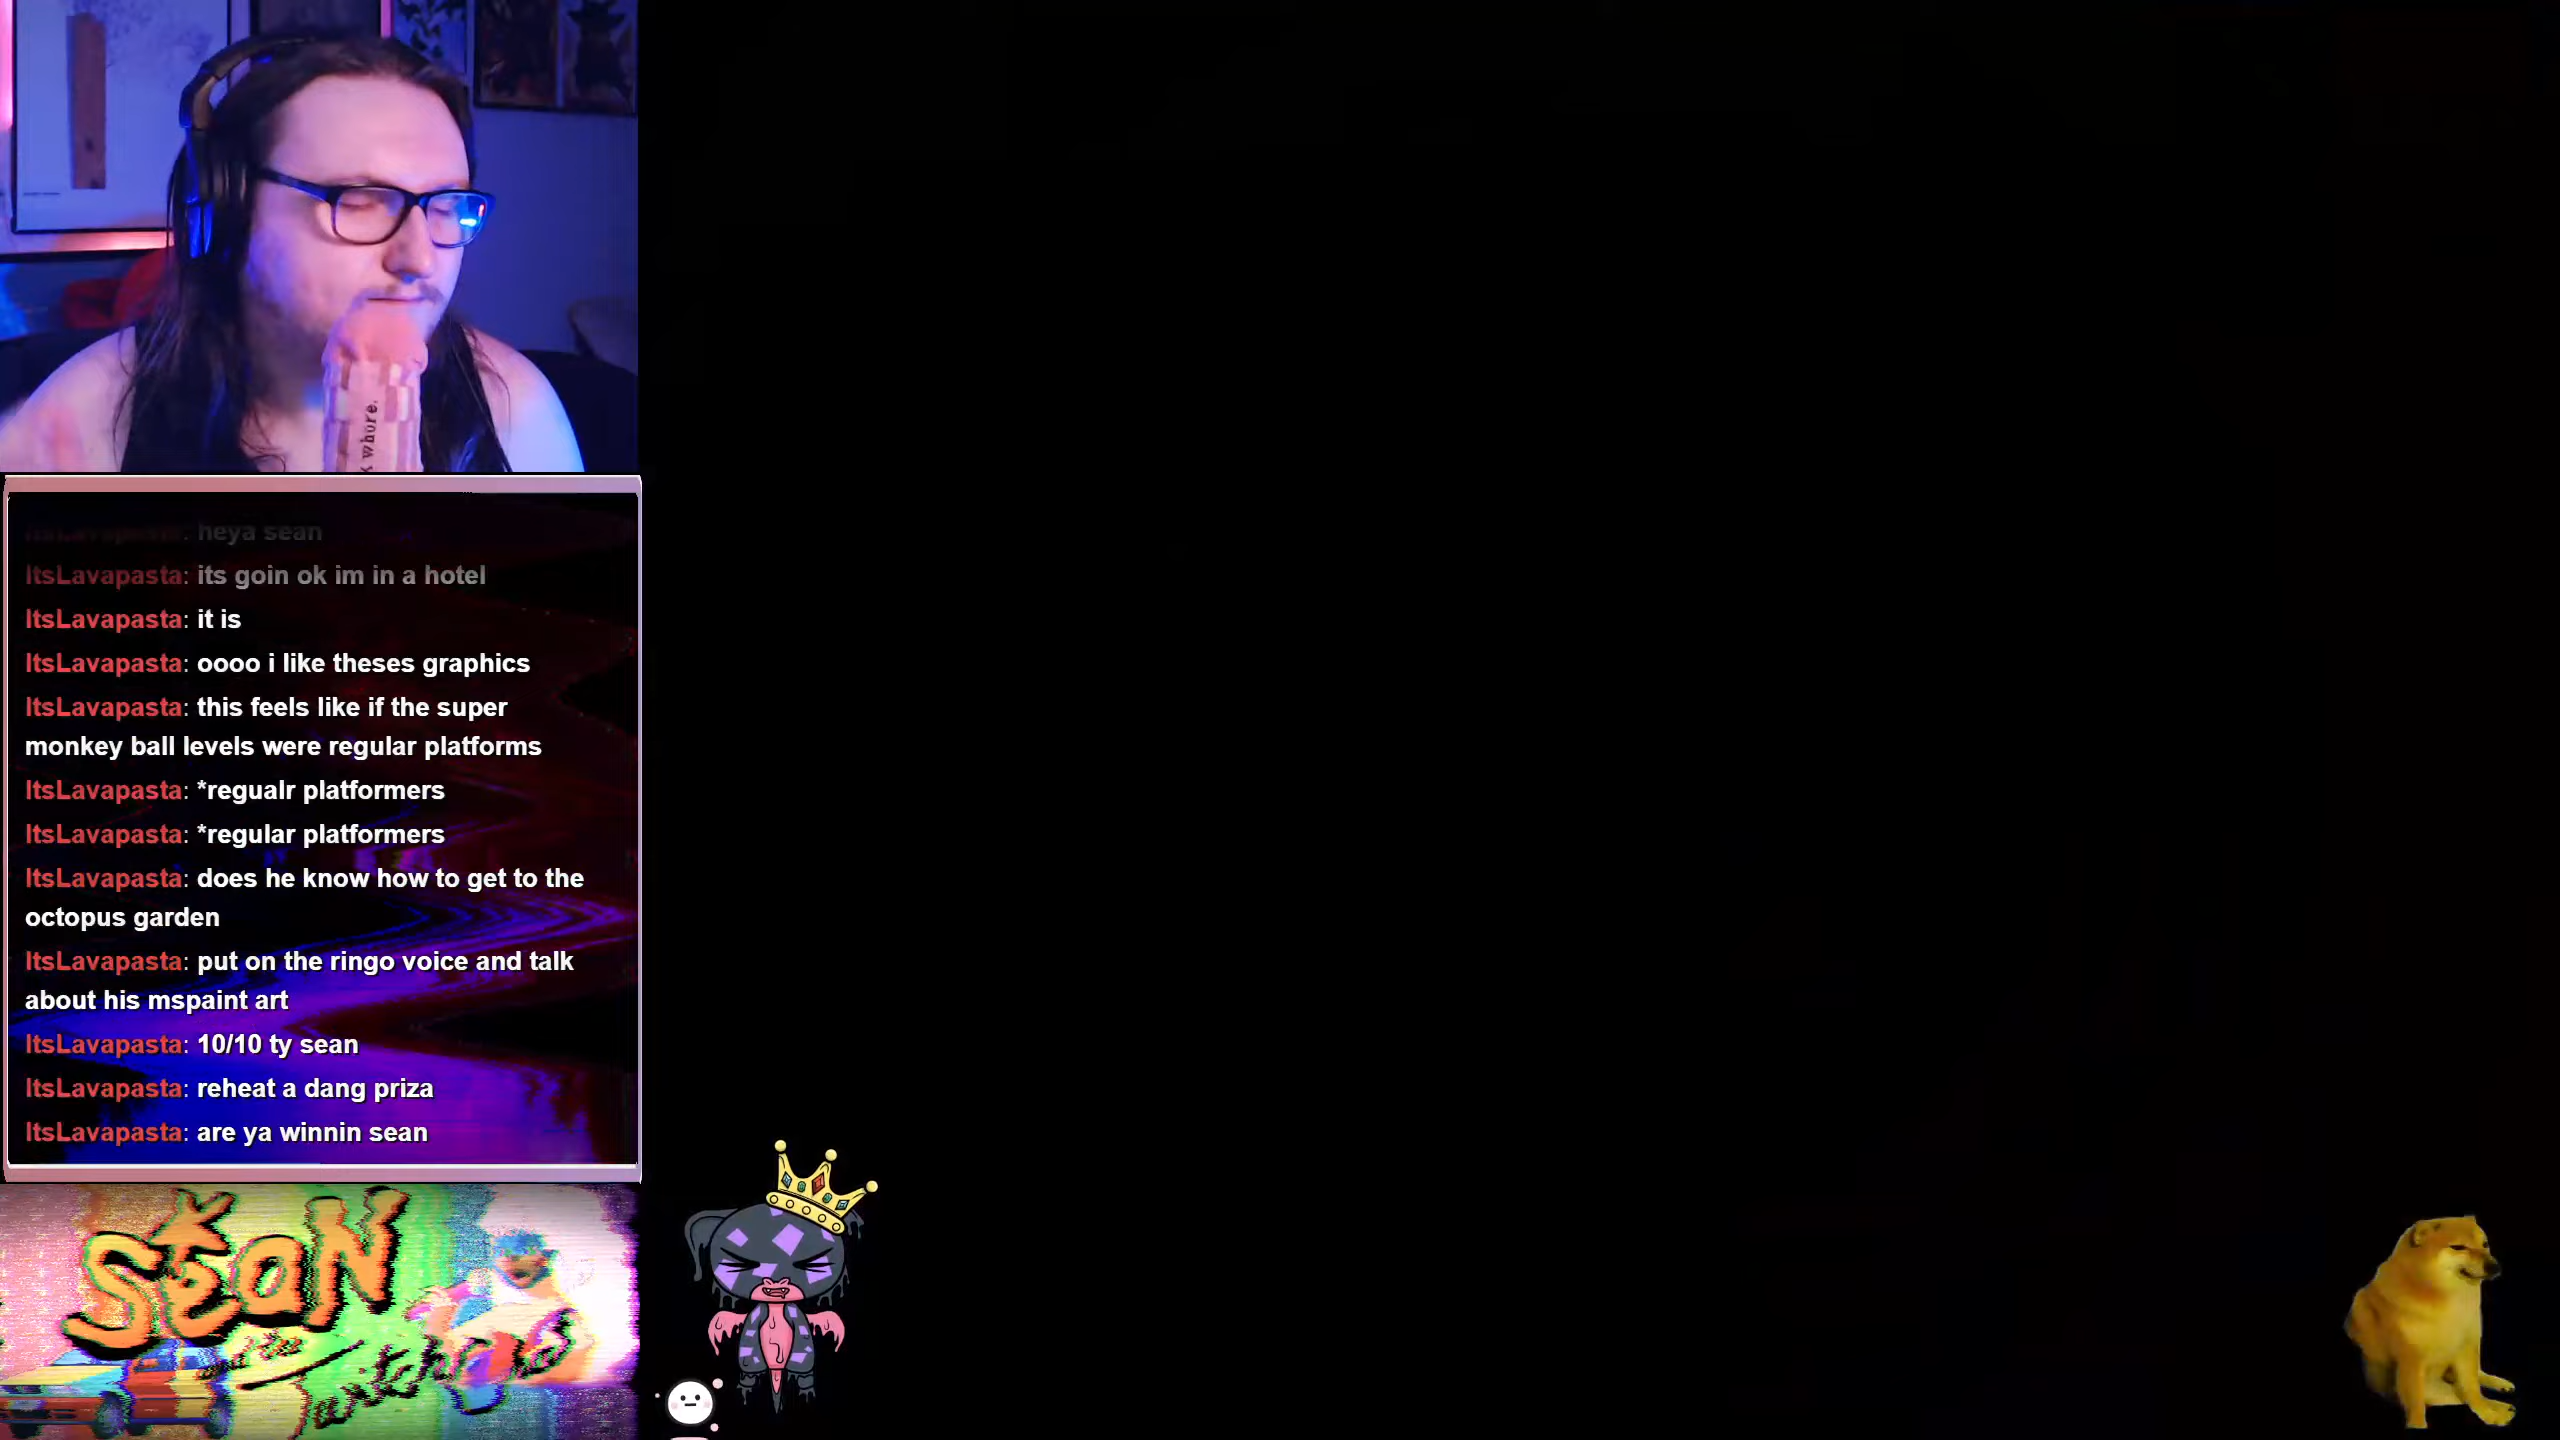 whore.
heya sean
ItsLavapasta: its goin ok im in a hotel
ItsLavapasta: it is
ItsLavapasta: oooo i like theses graphics
ItsLavapasta: this feels like if the super
monkey ball levels were regular platforms
ItsLavapasta: *regualr platformers
ItsLavapasta: *regular platformers
ItsLavapasta: does he know how to get to the
octopus garden
ItsLavapasta: put on the ringo voice and talk
about his mspaint art
ItsLavapasta: 10/10 ty sean
ItsLavapasta: reheat a dang priza
ItsLavapasta: are ya winnin sean
SeaN